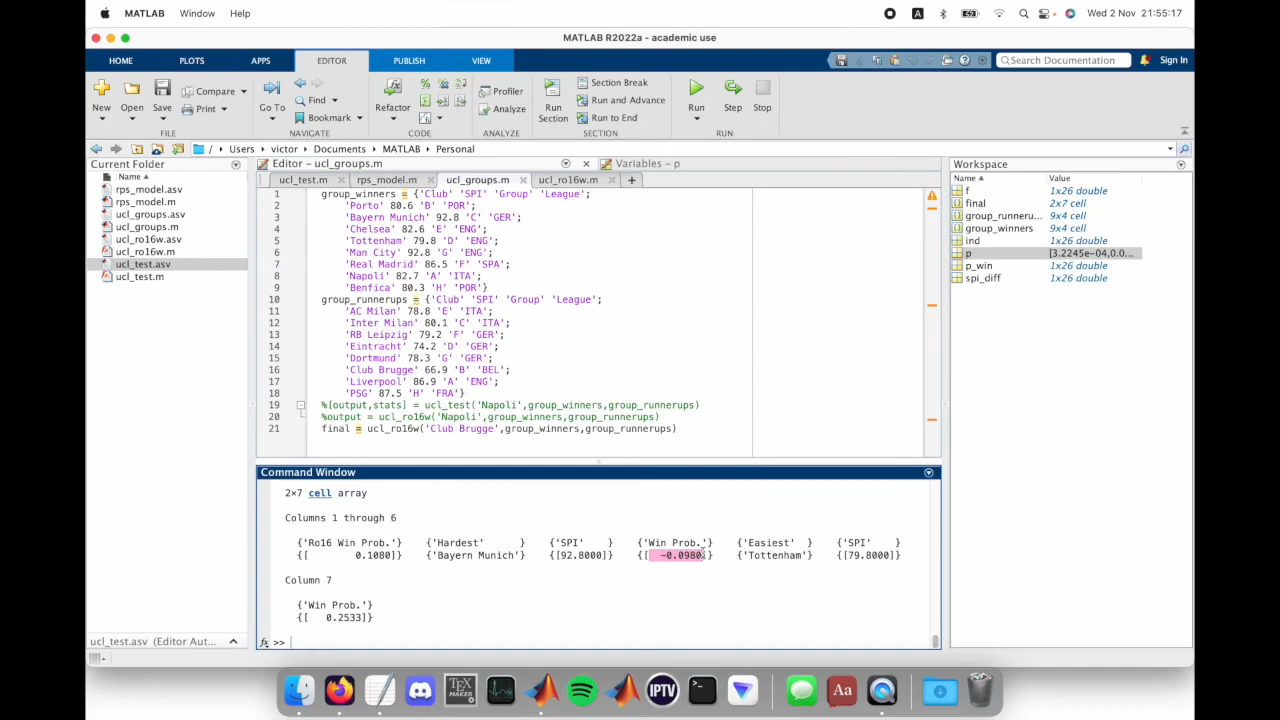 MATLAB Window Help A Wed 2 Nov 21:55:17
MATLAB R2022a - academic use
HOME PLOTS APPS EDITOR PUBLISH VIEW Search Documentation Sign In
New Open Save Compare Print Go To Find Bookmark Refactor Profiler Analyze Run Section Section Break Run and Advance Run to End Run Step Stop
FILE NAVIGATE CODE ANALYZE SECTION RUN
/ › Users › victor › Documents › MATLAB › Personal
Current Folder
Name
rps_model.asv
rps_model.m
ucl_groups.asv
ucl_groups.m
ucl_ro16w.asv
ucl_ro16w.m
ucl_test.asv
ucl_test.m
ucl_test.asv (Editor Aut...
Editor – ucl_groups.m Variables – p
ucl_test.m rps_model.m ucl_groups.m ucl_ro16w.m
1 group_winners = {'Club' 'SPI' 'Group' 'League';
2 'Porto' 80.6 'B' 'POR';
3 'Bayern Munich' 92.8 'C' 'GER';
4 'Chelsea' 82.6 'E' 'ENG';
5 'Tottenham' 79.8 'D' 'ENG';
6 'Man City' 92.8 'G' 'ENG';
7 'Real Madrid' 86.5 'F' 'SPA';
8 'Napoli' 82.7 'A' 'ITA';
9 'Benfica' 80.3 'H' 'POR'}
10 group_runnerups = {'Club' 'SPI' 'Group' 'League';
11 'AC Milan' 78.8 'E' 'ITA';
12 'Inter Milan' 80.1 'C' 'ITA';
13 'RB Leipzig' 79.2 'F' 'GER';
14 'Eintracht' 74.2 'D' 'GER';
15 'Dortmund' 78.3 'G' 'GER';
16 'Club Brugge' 66.9 'B' 'BEL';
17 'Liverpool' 86.9 'A' 'ENG';
18 'PSG' 87.5 'H' 'FRA'}
19 %[output,stats] = ucl_test('Napoli',group_winners,group_runnerups)
20 %output = ucl_ro16w('Napoli',group_winners,group_runnerups)
21 final = ucl_ro16w('Club Brugge',group_winners,group_runnerups)
Command Window
2×7 cell array
Columns 1 through 6
{'Ro16 Win Prob.'} {'Hardest' } {'SPI' } {'Win Prob.'} {'Easiest' } {'SPI' }
{[ 0.1080]} {'Bayern Munich'} {[92.8000]} {[ -0.0980]} {'Tottenham'} {[79.8000]}
Column 7
{'Win Prob.'}
{[ 0.2533]}
fx >>
Workspace
Name Value
f 1x26 double
final 2x7 cell
group_runneru... 9x4 cell
group_winners 9x4 cell
ind 1x26 double
p [3.2245e-04,0.0...
p_win 1x26 double
spi_diff 1x26 double
TEX MAKER IPTV Aa